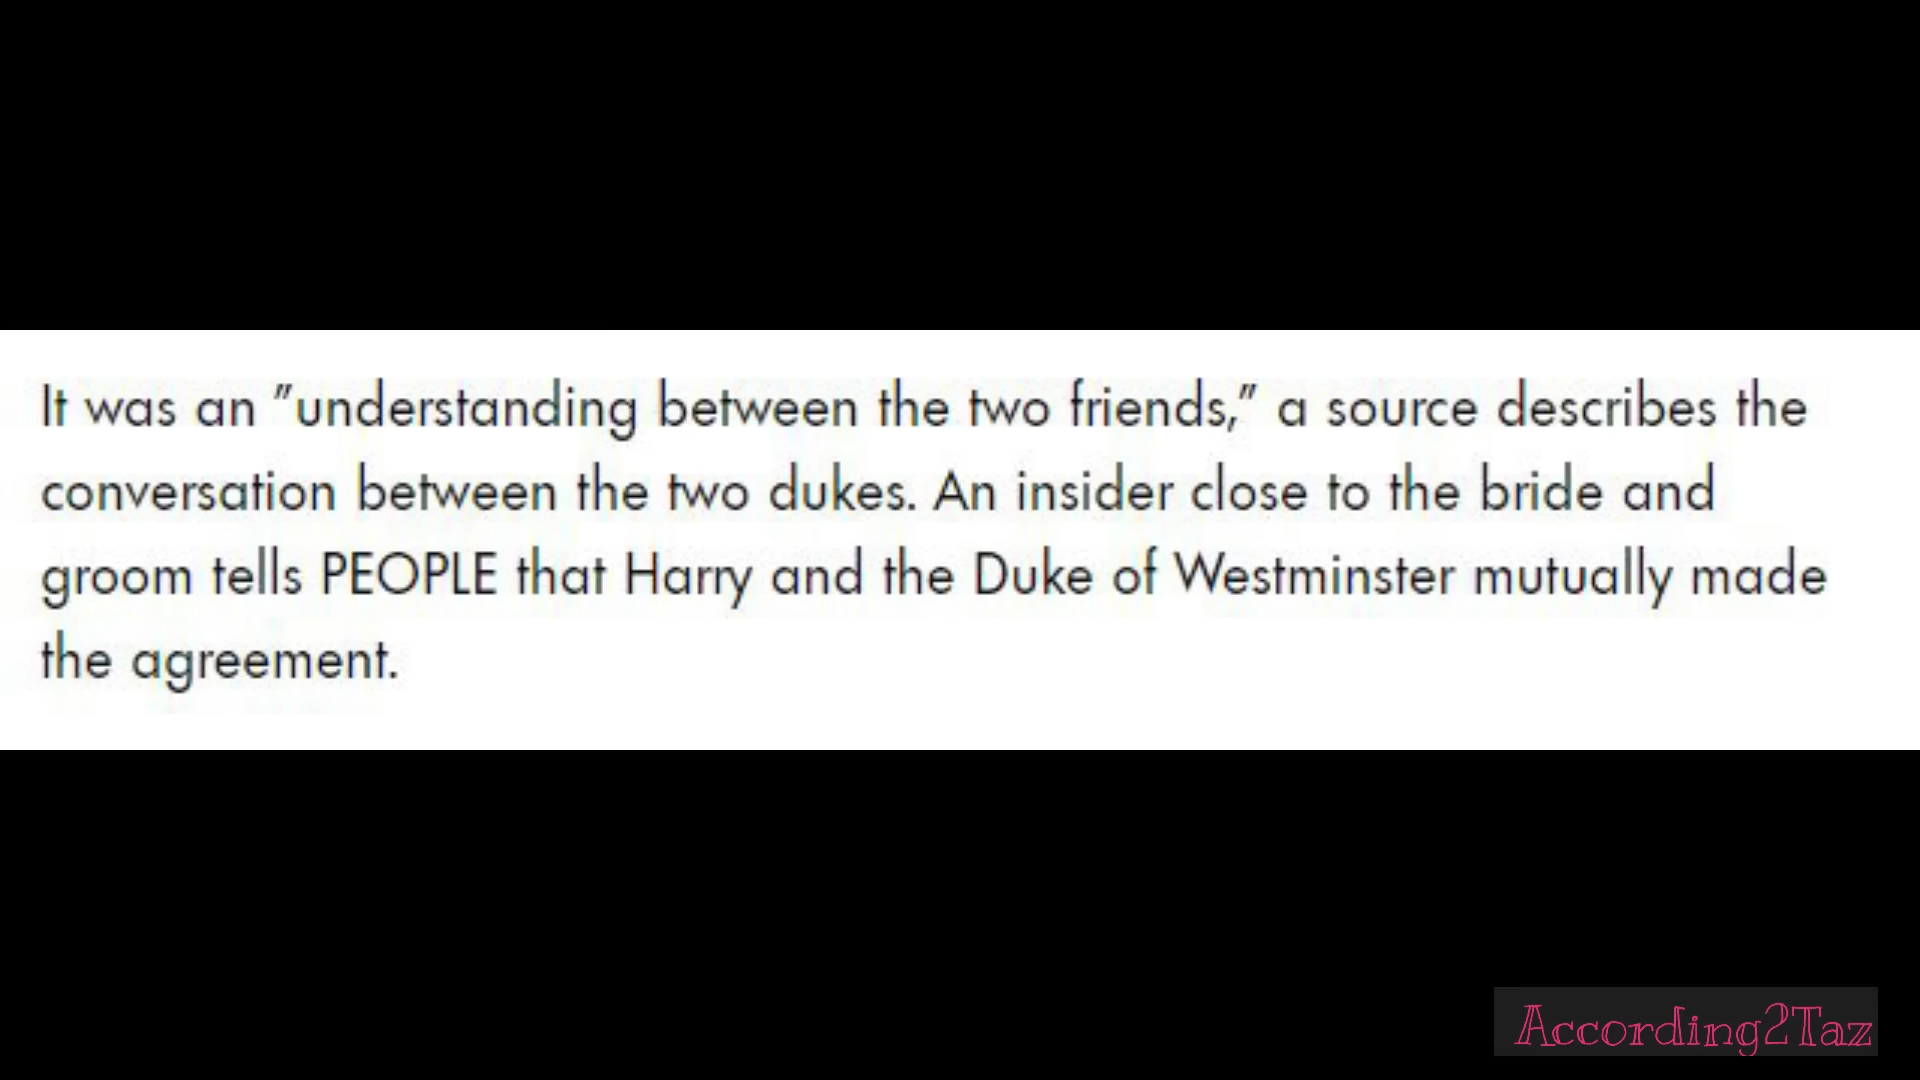 It was an "understanding between the two friends," a source describes the
conversation between the two dukes. An insider close to the bride and
groom tells PEOPLE that Harry and the Duke of Westminster mutually made
the agreement.
According2Taz